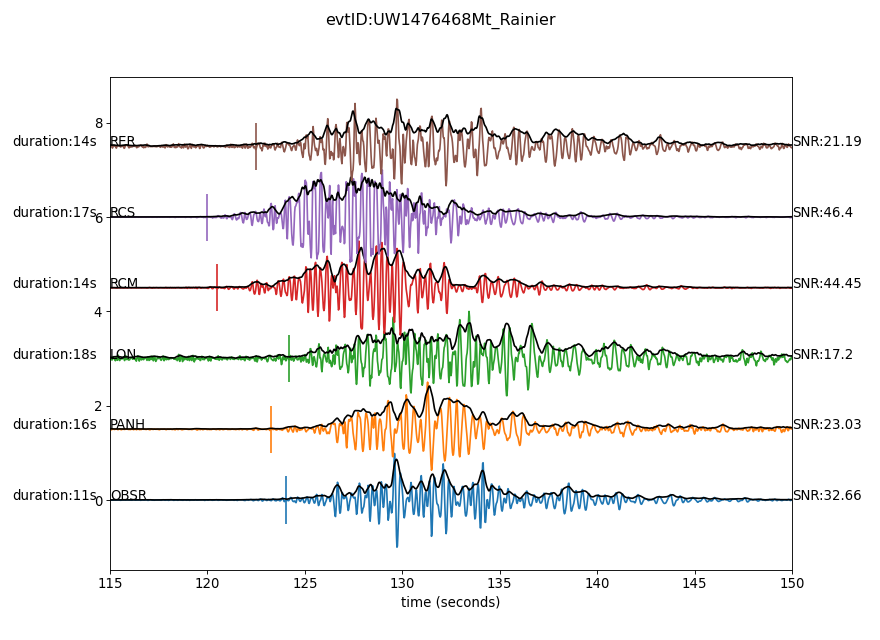 evtID:UW1476468Mt_Rainier
8
duration:14s RER SNR:21.19
duration:17s RCS SNR:46.4
6
duration:14s RCM SNR:44.45
4
duration:18s LON SNR:17.2
2
duration:16s PANH SNR:23.03
duration:11s OBSR SNR:32.66
0
115 120 125 130 135 140 145 150
time (seconds)